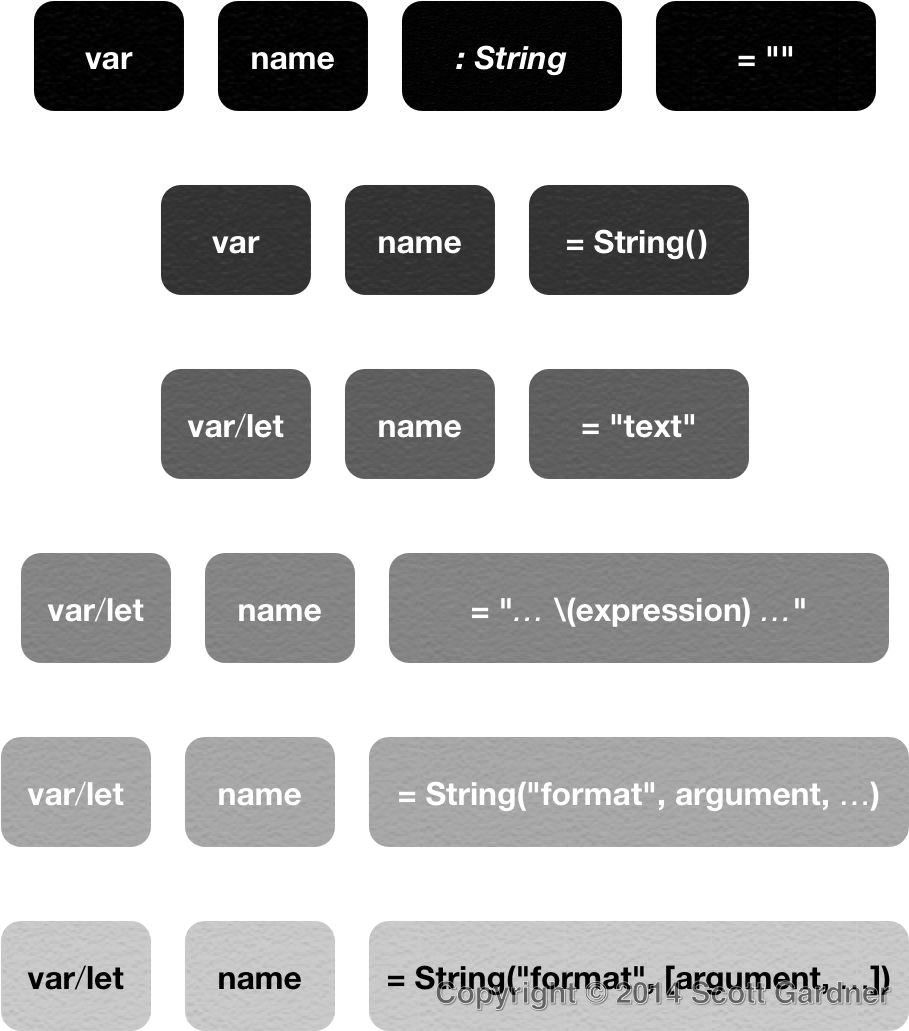 var name : String = ""
var name = String()
var/let name = "text"
var/let name = "... \(expression) ..."
var/let name = String("format", argument, ...)
var/let name = String("format", [argument, ...])
Copyright © 2014 Scott Gardner